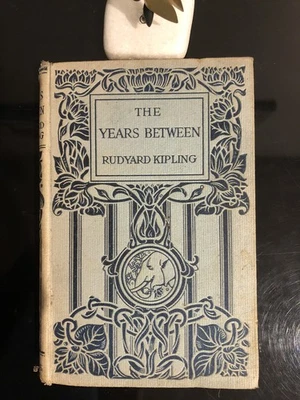 THE
YEARS BETWEEN
RUDYARD KIPLING